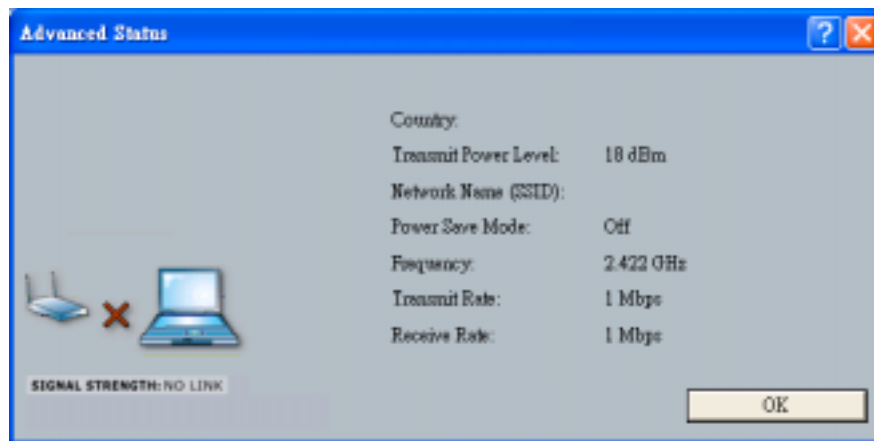 Advanced Status
Country:
Transmit Power Level: 18 dBm
Network Name (SSID):
Power Save Mode: Off
Frequency: 2.422 GHz
Transmit Rate: 1 Mbps
Receive Rate: 1 Mbps
SIGNAL STRENGTH: NO LINK
OK